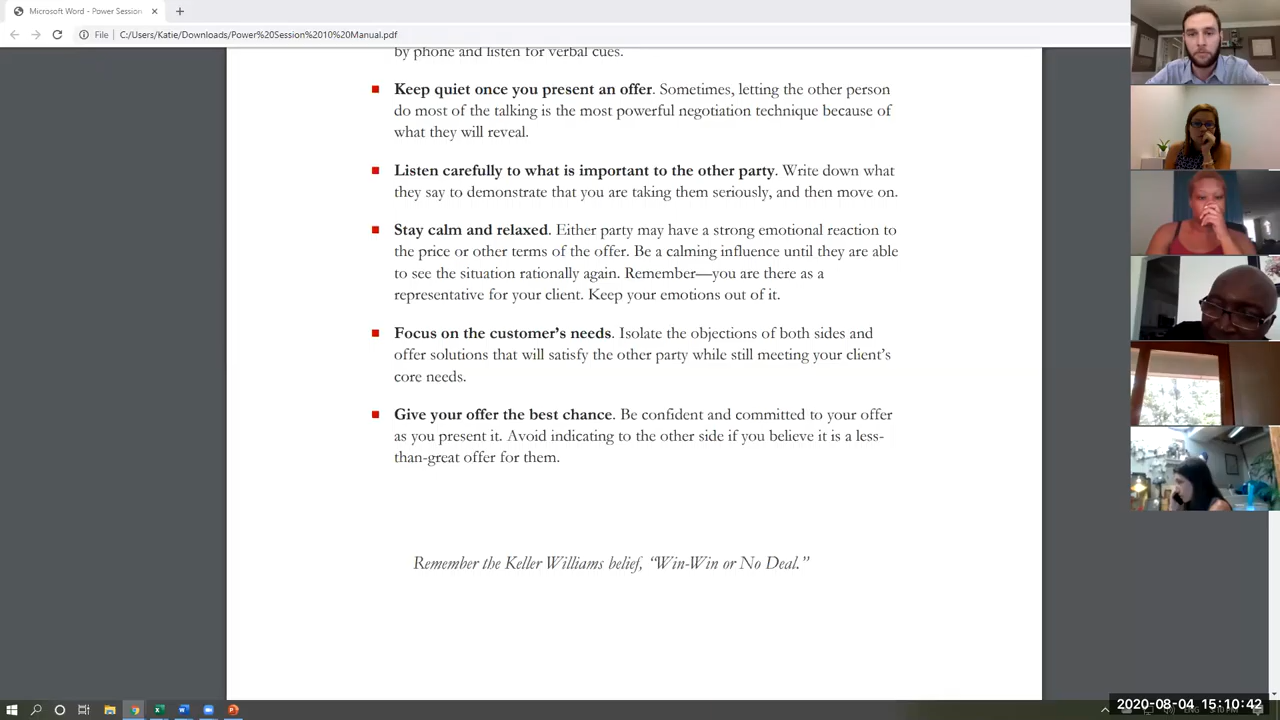 Microsoft Word - Power Session
File
C:/Users/Katie/Downloads/Power%20Session%2010%20Manual.pdf
by phone and listen for verbal cues.
Keep quiet once you present an offer. Sometimes, letting the other person
do most of the talking is the most powerful negotiation technique because of
what they will reveal.
Listen carefully to what is important to the other party. Write down what
they say to demonstrate that you are taking them seriously, and then move on.
Stay calm and relaxed. Either party may have a strong emotional reaction to
the price or other terms of the offer. Be a calming influence until they are able
to see the situation rationally again. Remember—you are there as a
representative for your client. Keep your emotions out of it.
Focus on the customer’s needs. Isolate the objections of both sides and
offer solutions that will satisfy the other party while still meeting your client’s
core needs.
Give your offer the best chance. Be confident and committed to your offer
as you present it. Avoid indicating to the other side if you believe it is a less-
than-great offer for them.
Remember the Keller Williams belief, “Win-Win or No Deal.”
2020-08-04 15:10:42